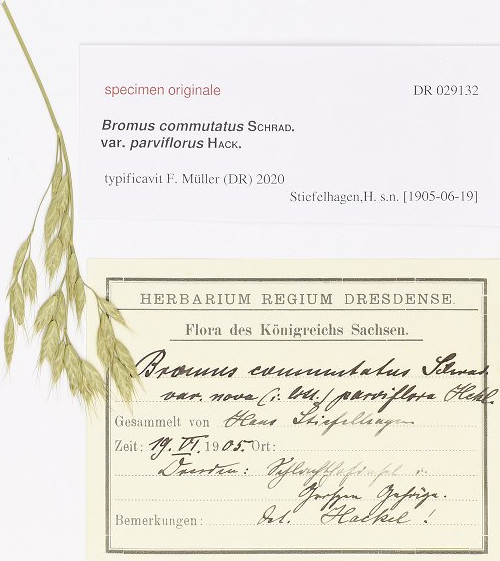 specimen originale DR 029132
Bromus commutatus SCHRAD.
var. parviflorus HACK.
typificavit F. Müller (DR) 2020
Stiefelhagen,H. s.n. [1905-06-19]
HERBARIUM REGIUM DRESDENSE.
Flora des Königreichs Sachsen.
Bromus commutatus Schrad.
var. nova (in litt.) parviflora Hckl.
Gesammelt von Hans Stiefelhagen
Zeit: 19. VI. 1905. Ort:
Dresden:
Großen Gehege.
Bemerkungen: det. Hackel!